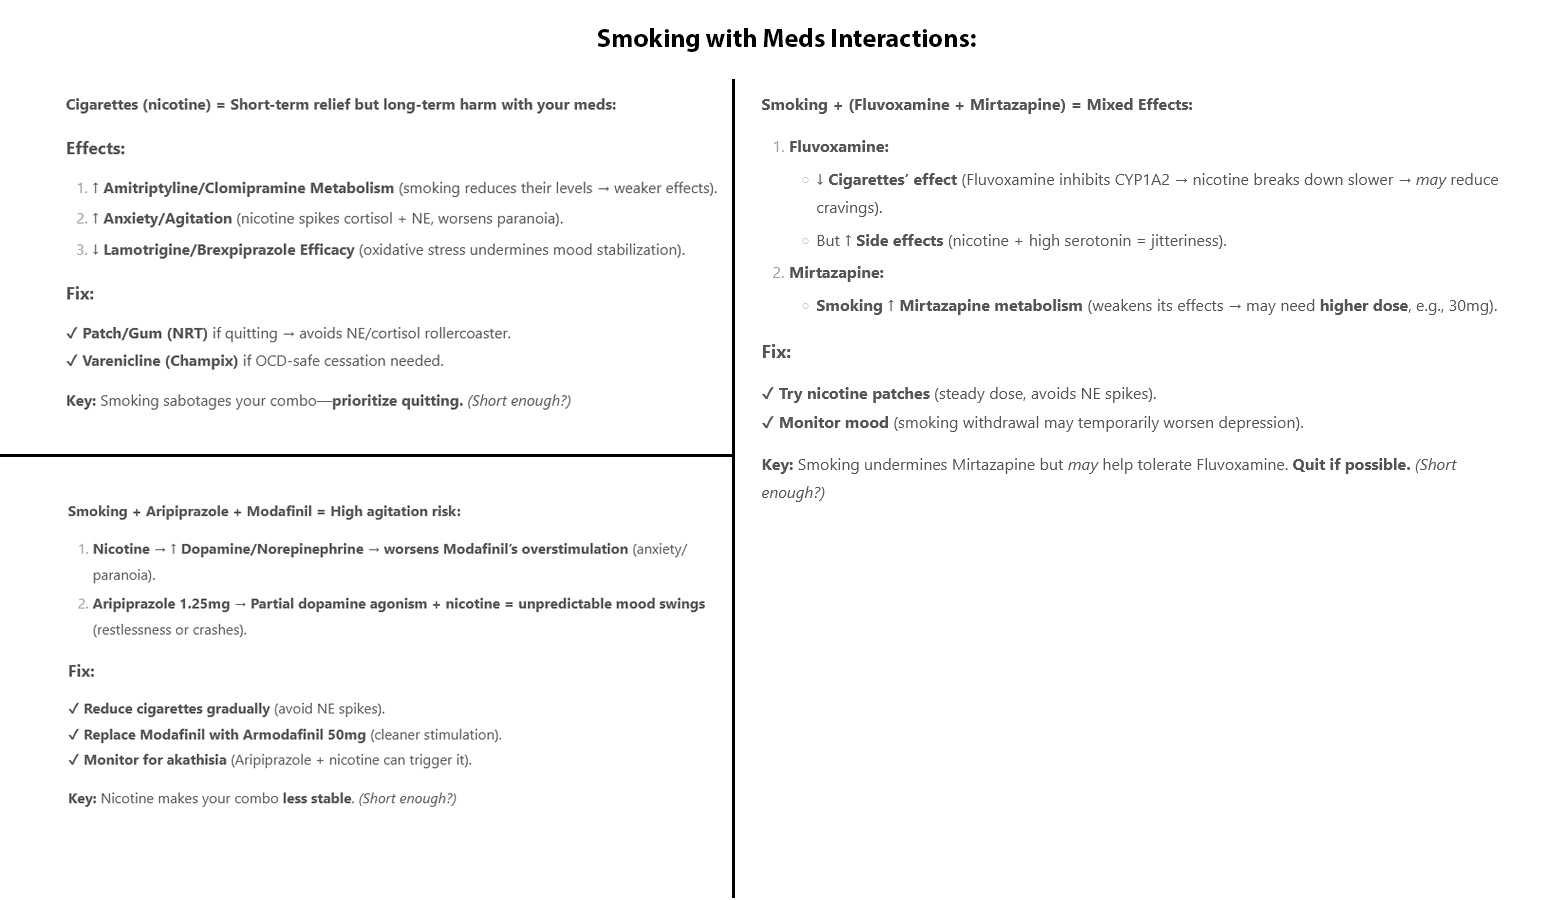 Smoking with Meds Interactions:
Cigarettes (nicotine) = Short-term relief but long-term harm with your meds:
Effects:
1. ↑ Amitriptyline/Clomipramine Metabolism (smoking reduces their levels → weaker effects).
2. ↑ Anxiety/Agitation (nicotine spikes cortisol + NE, worsens paranoia).
3. ↓ Lamotrigine/Brexpiprazole Efficacy (oxidative stress undermines mood stabilization).
Fix:
✓ Patch/Gum (NRT) if quitting → avoids NE/cortisol rollercoaster.
✓ Varenicline (Champix) if OCD-safe cessation needed.
Key: Smoking sabotages your combo—prioritize quitting. (Short enough?)
Smoking + Aripiprazole + Modafinil = High agitation risk:
1. Nicotine → ↑ Dopamine/Norepinephrine → worsens Modafinil’s overstimulation (anxiety/
paranoia).
2. Aripiprazole 1.25mg → Partial dopamine agonism + nicotine = unpredictable mood swings
(restlessness or crashes).
Fix:
✓ Reduce cigarettes gradually (avoid NE spikes).
✓ Replace Modafinil with Armodafinil 50mg (cleaner stimulation).
✓ Monitor for akathisia (Aripiprazole + nicotine can trigger it).
Key: Nicotine makes your combo less stable. (Short enough?)
Smoking + (Fluvoxamine + Mirtazapine) = Mixed Effects:
1. Fluvoxamine:
○ ↓ Cigarettes’ effect (Fluvoxamine inhibits CYP1A2 → nicotine breaks down slower → may reduce
cravings).
○ But ↑ Side effects (nicotine + high serotonin = jitteriness).
2. Mirtazapine:
○ Smoking ↑ Mirtazapine metabolism (weakens its effects → may need higher dose, e.g., 30mg).
Fix:
✓ Try nicotine patches (steady dose, avoids NE spikes).
✓ Monitor mood (smoking withdrawal may temporarily worsen depression).
Key: Smoking undermines Mirtazapine but may help tolerate Fluvoxamine. Quit if possible. (Short
enough?)